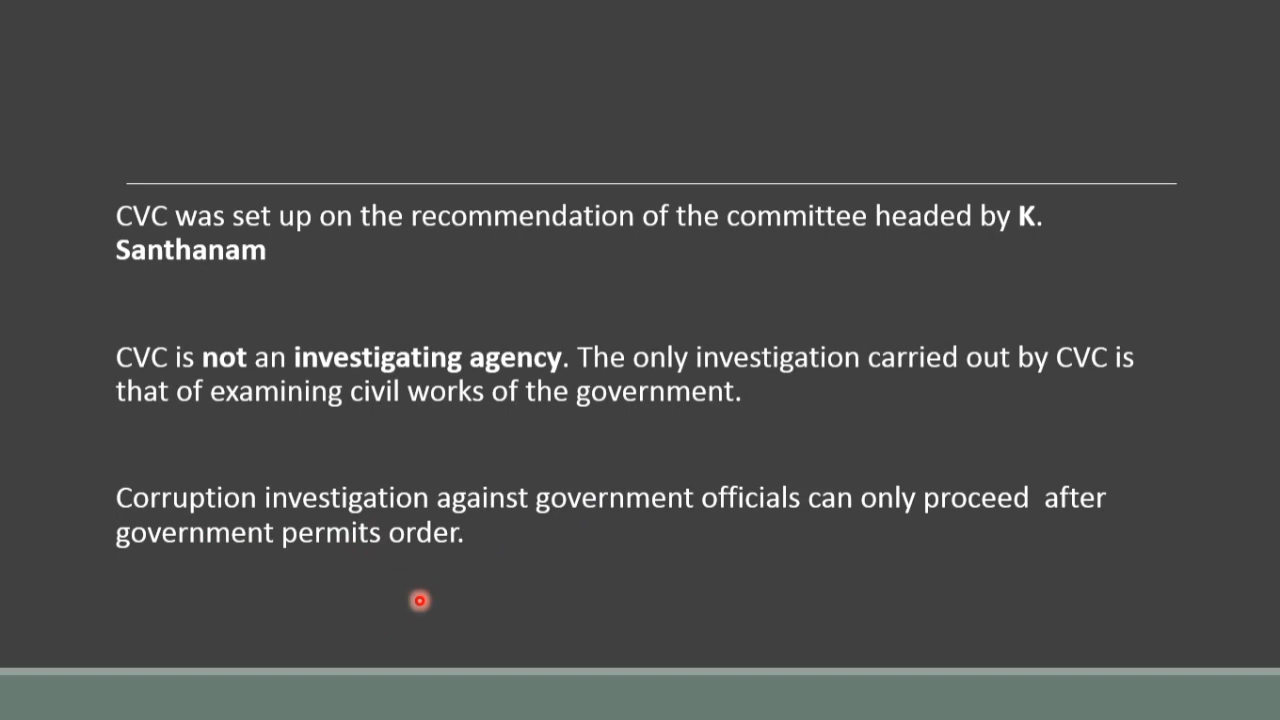 CVC was set up on the recommendation of the committee headed by K.
Santhanam
CVC is not an investigating agency. The only investigation carried out by CVC is
that of examining civil works of the government.
Corruption investigation against government officials can only proceed  after
government permits order.